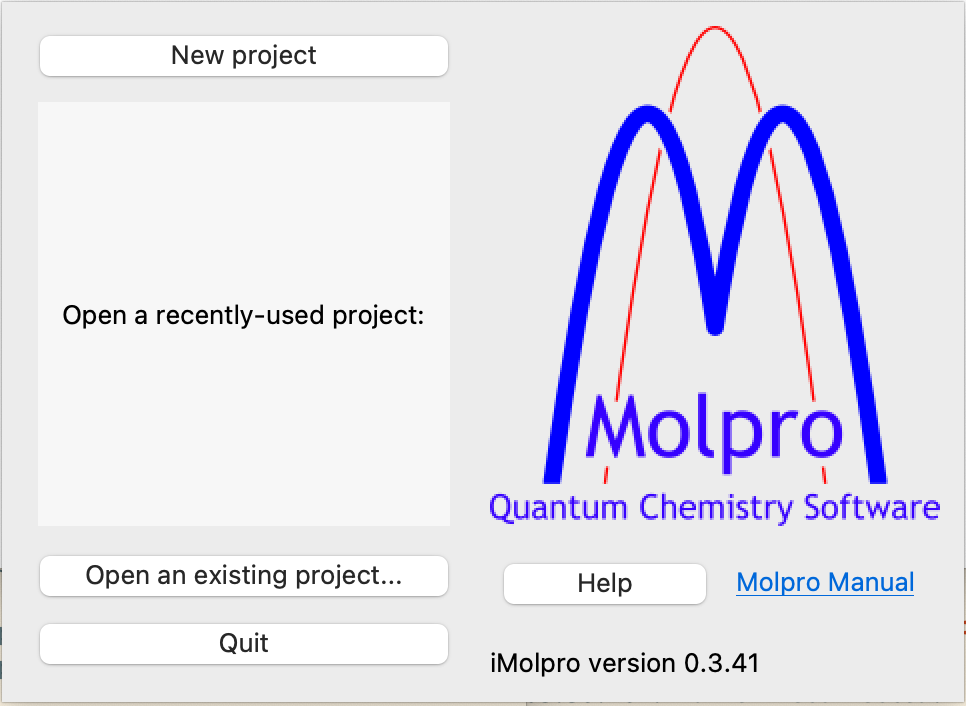 New project
Open a recently-used project:
Open an existing project...
Quit
Molpro
Quantum Chemistry Software
Help
Molpro Manual
iMolpro version 0.3.41